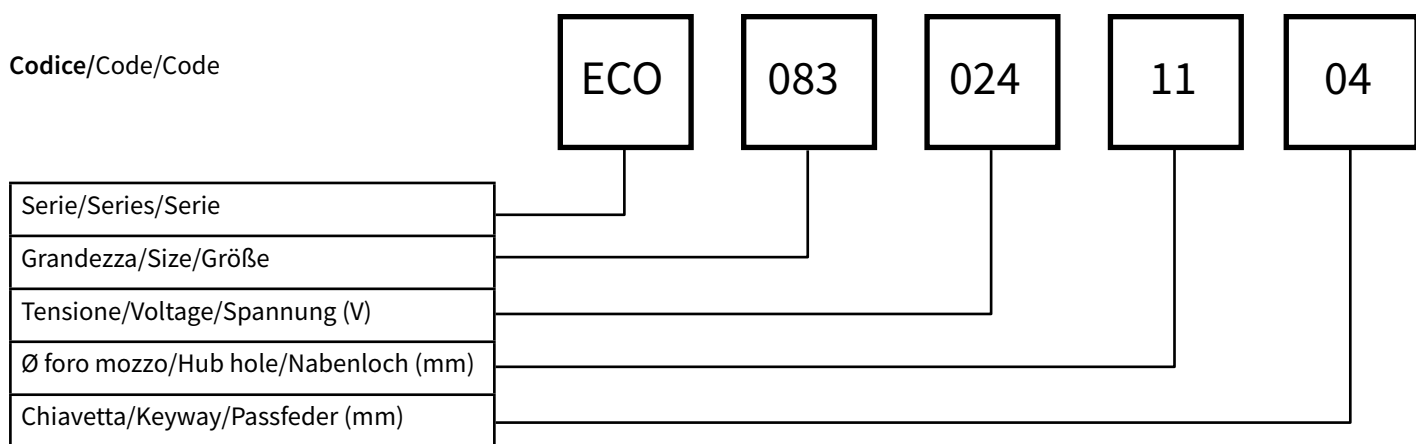 Codice/Code/Code
ECO 083 024 11 04
Serie/Series/Serie
Grandezza/Size/Größe
Tensione/Voltage/Spannung (V)
Ø foro mozzo/Hub hole/Nabenloch (mm)
Chiavetta/Keyway/Passfeder (mm)